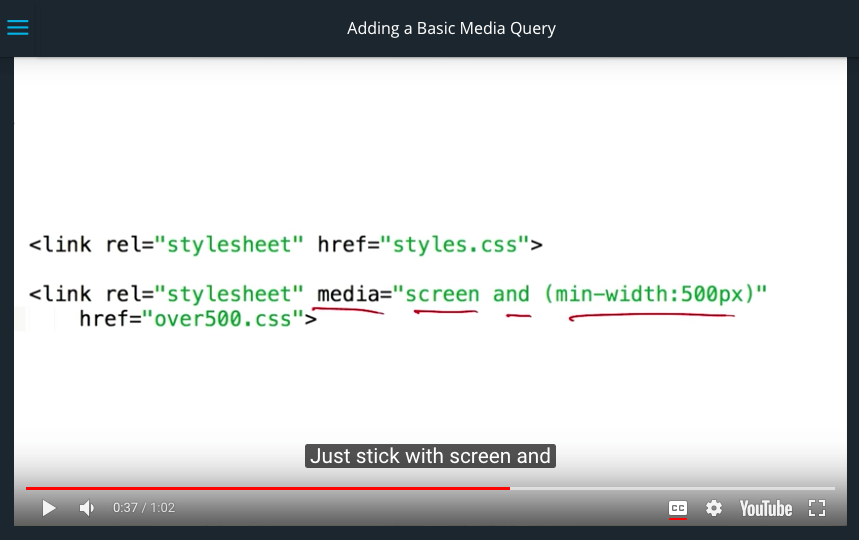 Adding a Basic Media Query
<link rel="stylesheet" href="styles.css">
<link rel="stylesheet" media="screen and (min-width:500px)"
href="over500.css">
Just stick with screen and
0:37 / 1:02
CC
YouTube